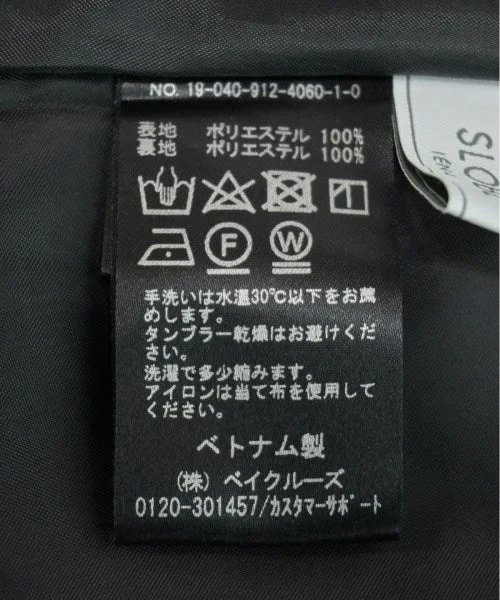 NO. 19-040-912-4060-1-0
表地 ポリエステル 100%
裏地 ポリエステル 100%
F
W
手洗いは水温30℃以下をお薦
めします。
タンブラー乾燥はお避けくだ
さい。
洗濯で多少縮みます。
アイロンは当て布を使用して
ください。
ベトナム製
(株) ベイクルーズ
0120-301457/カスタマーサポート
SLO
IÉN